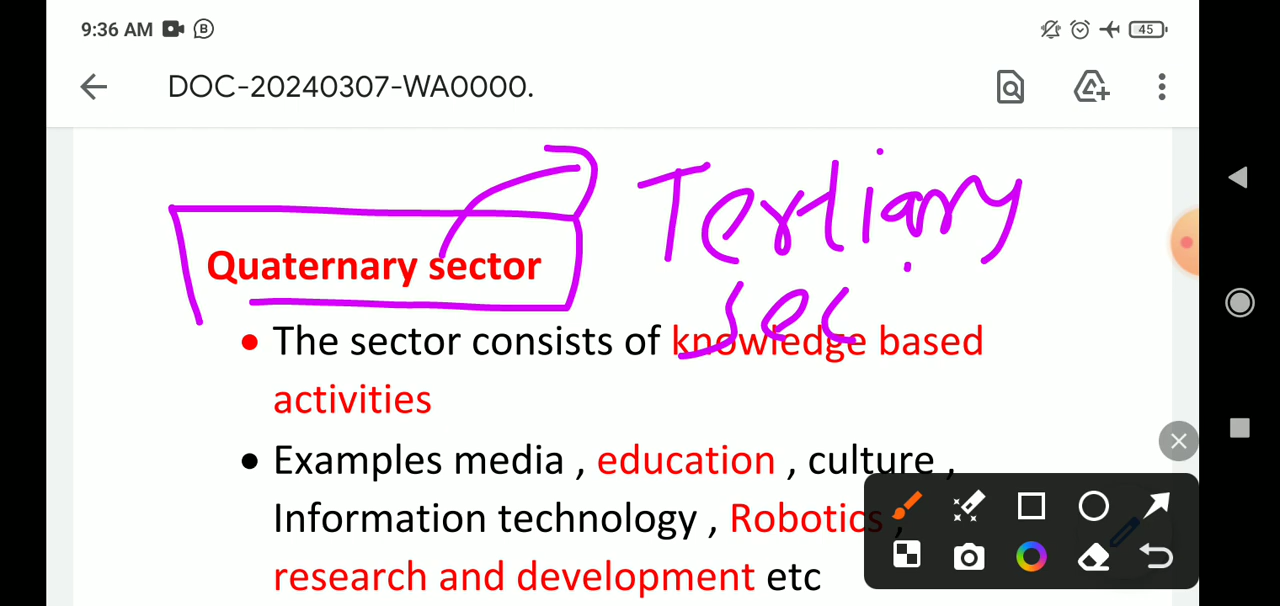 9:36 AM
45
DOC-20240307-WA0000.
Tertiary
Quaternary sector
sec
The sector consists of knowledge based
activities
Examples media , education , culture ,
Information technology , Robotics ,
research and development etc